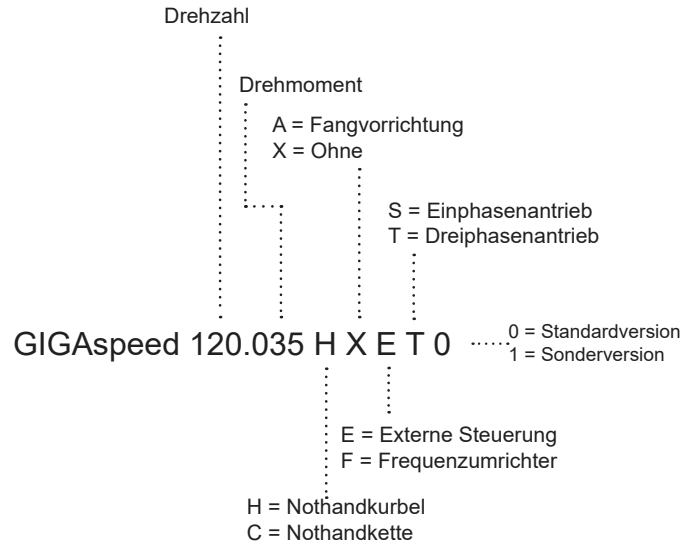 Drehzahl
Drehmoment
A = Fangvorrichtung
X = Ohne
S = Einphasenantrieb
T = Dreiphasenantrieb
GIGAspeed 120.035 H X E T 0
0 = Standardversion
1 = Sonderversion
E = Externe Steuerung
F = Frequenzumrichter
H = Nothandkurbel
C = Nothandkette